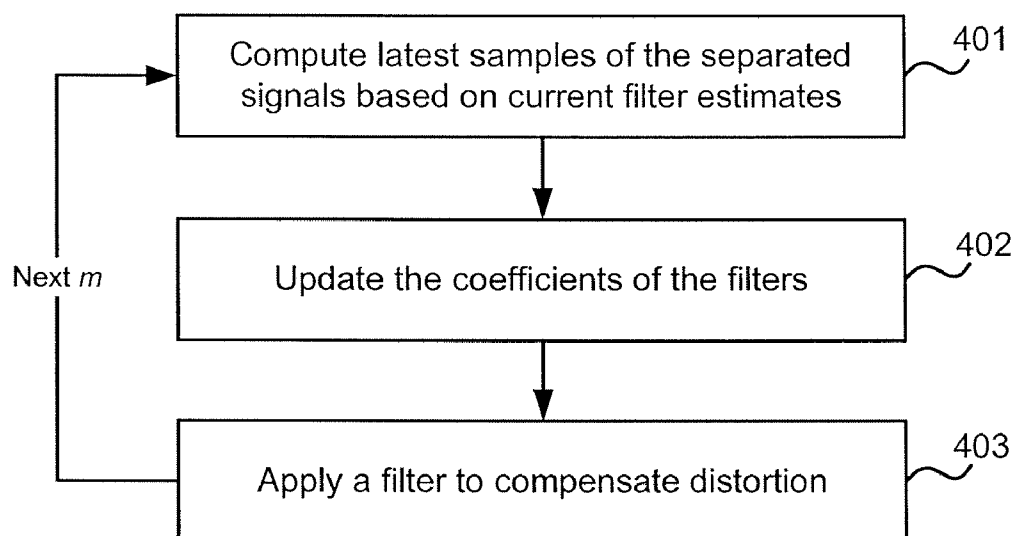 Compute latest samples of the separated
signals based on current filter estimates
401
Update the coefficients of the filters
402
Next m
Apply a filter to compensate distortion
403